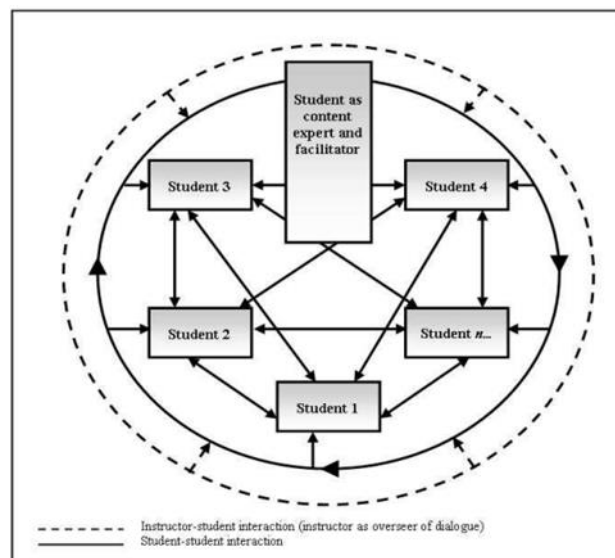 Student as
content
expert and
facilitator
Student 3
Student 4
Student 2
Student n...
Student 1
Instructor-student interaction (instructor as overseer of dialogue)
Student-student interaction